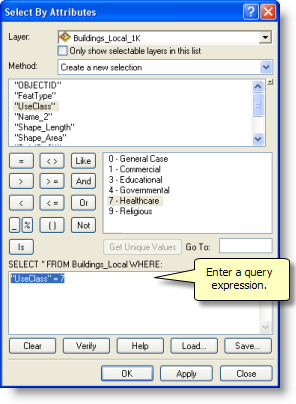 Select By Attributes
Layer: Buildings_Local_1K
Only show selectable layers in this list
Method: Create a new selection
"OBJECTID"
"FeatType"
"UseClass"
"Name_2"
"Shape_Length"
"Shape_Area"
= < > Like
> > = And
< < = Or
_ % ( ) Not
Is
0 - General Case
1 - Commercial
3 - Educational
4 - Governmental
7 - Healthcare
9 - Religious
Get Unique Values Go To:
SELECT * FROM Buildings_Local WHERE:
"UseClass" = 7
Enter a query
expression.
Clear Verify Help Load... Save...
OK Apply Close